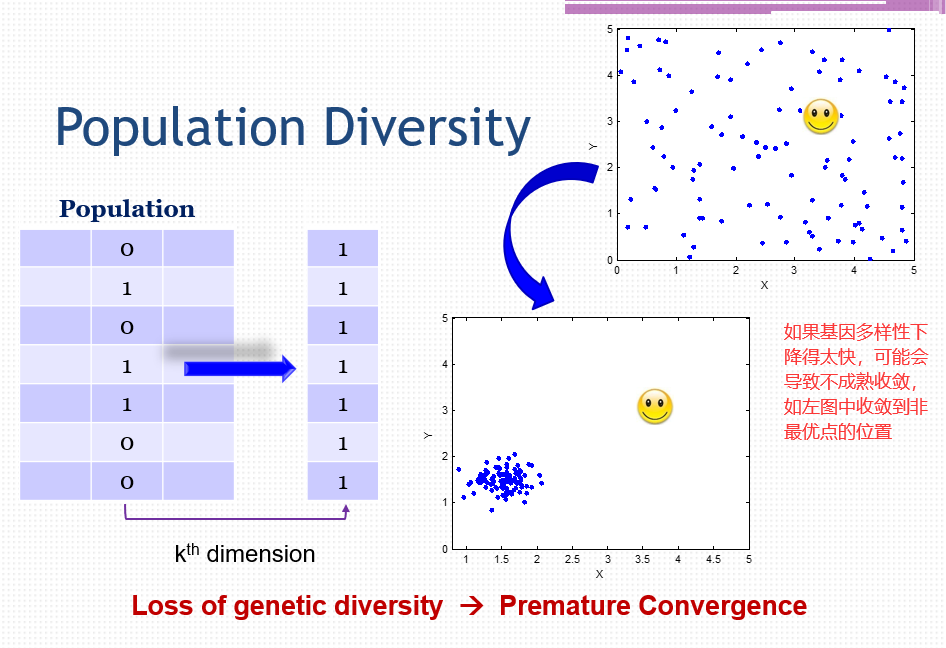 Population Diversity
Population
0
1
0
1
1
0
0
1
1
1
1
1
1
1
kth dimension
5
4
3
2
1
0
Y
0 1 2 3 4 5
X
5
4
3
2
1
0
Y
1 1.5 2 2.5 3 3.5 4 4.5 5
X
如果基因多样性下
降得太快，可能会
导致不成熟收敛，
如左图中收敛到非
最优点的位置
Loss of genetic diversity → Premature Convergence